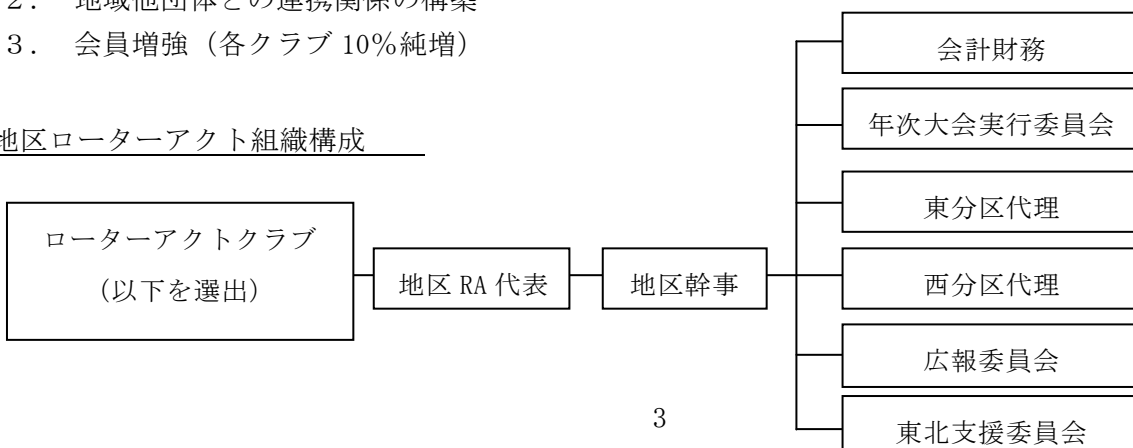 ２． 地域他団体との連携関係の構築
３． 会員増強（各クラブ 10％純増）
地区ローターアクト組織構成
ローターアクトクラブ
（以下を選出）
地区 RA 代表
地区幹事
会計財務
年次大会実行委員会
東分区代理
西分区代理
広報委員会
東北支援委員会
3